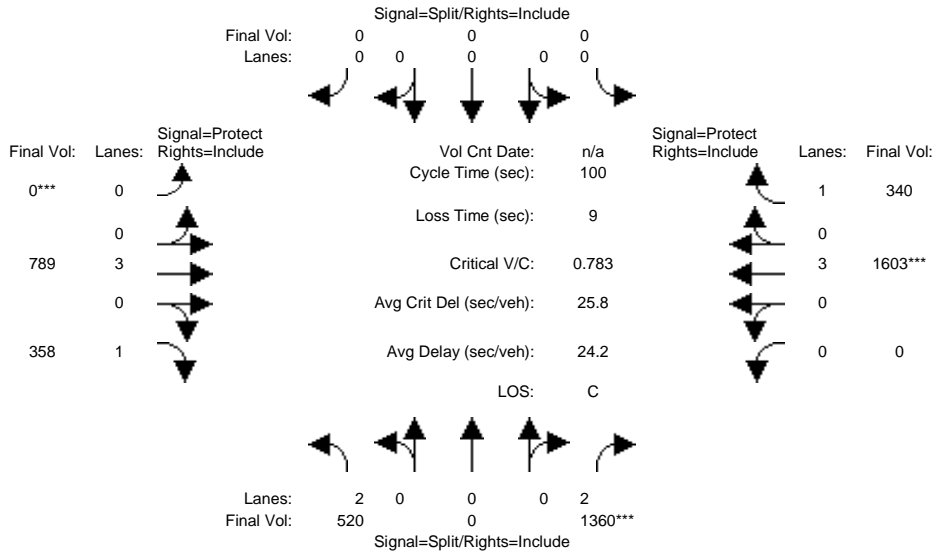 Signal=Split/Rights=Include
Final Vol: 0 0 0
Lanes: 0 0 0 0 0
Signal=Protect Signal=Protect
Final Vol: Lanes: Rights=Include Vol Cnt Date: n/a Rights=Include Lanes: Final Vol:
Cycle Time (sec): 100
0*** 0 1 340
Loss Time (sec): 9
0 0
789 3 Critical V/C: 0.783 3 1603***
0 Avg Crit Del (sec/veh): 25.8 0
358 1 Avg Delay (sec/veh): 24.2 0 0
LOS: C
Lanes: 2 0 0 0 2
Final Vol: 520 0 1360***
Signal=Split/Rights=Include